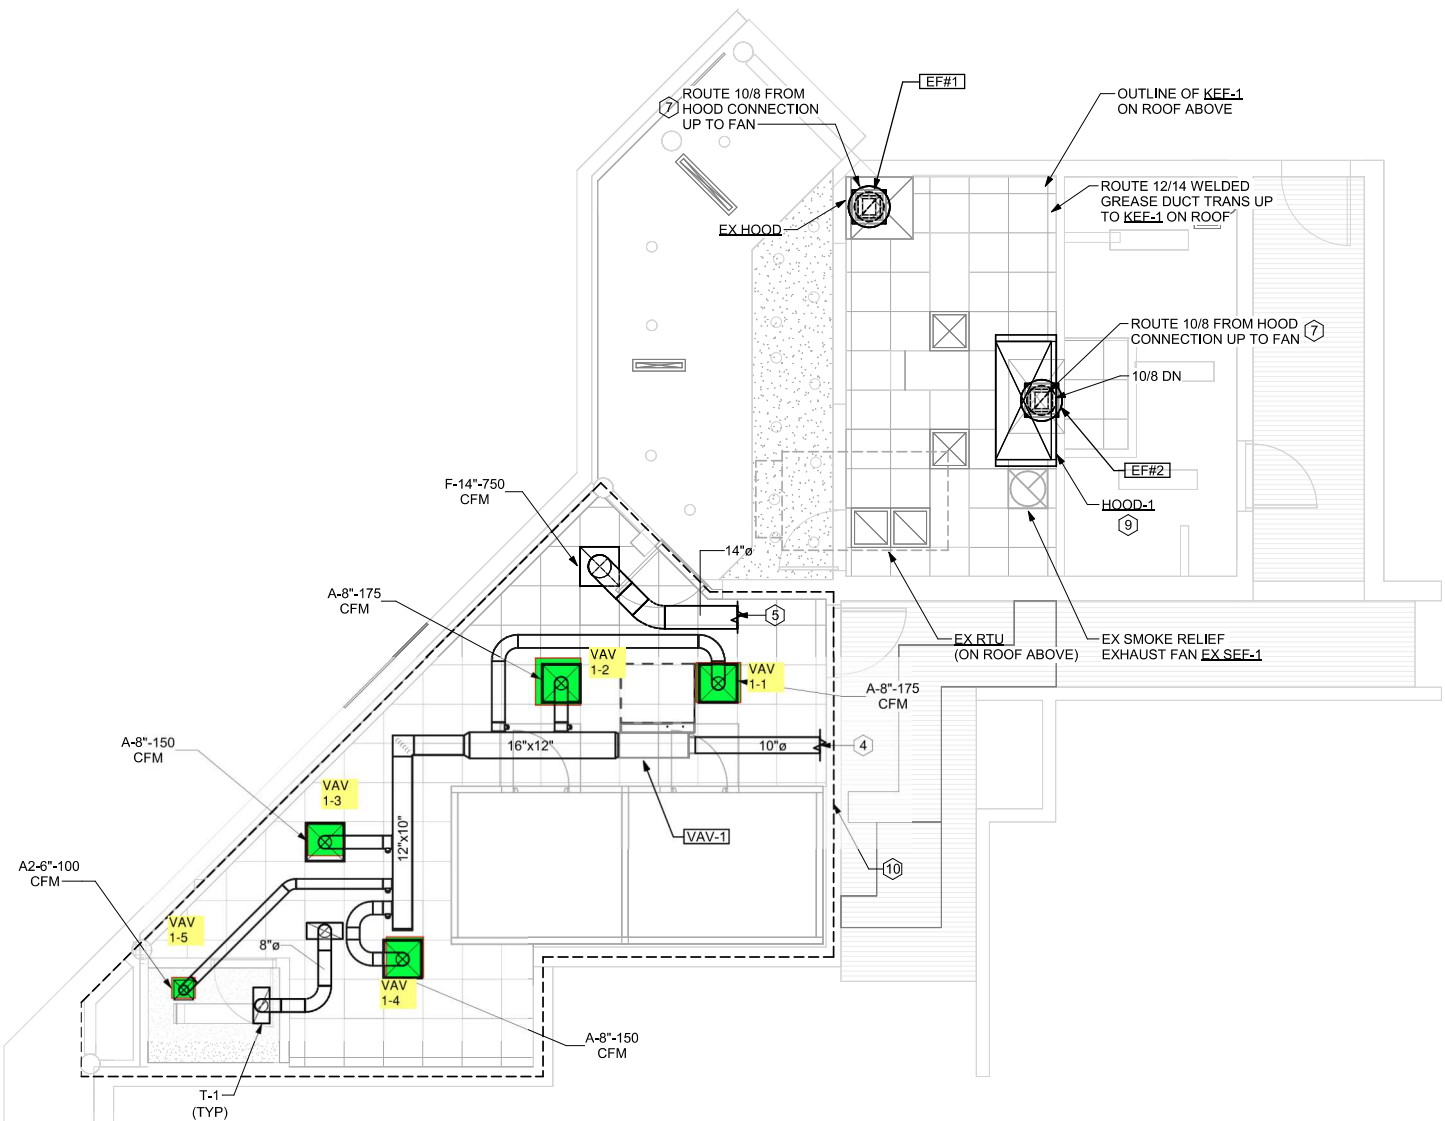 EF#1
ROUTE 10/8 FROM
HOOD CONNECTION
UP TO FAN
7
OUTLINE OF KEF-1
ON ROOF ABOVE
ROUTE 12/14 WELDED
GREASE DUCT TRANS UP
TO KEF-1 ON ROOF
EX HOOD
ROUTE 10/8 FROM HOOD
CONNECTION UP TO FAN
7
10/8 DN
EF#2
HOOD-1
9
F-14"-750
CFM
14"ø
5
A-8"-175
CFM
VAV
1-2
VAV
1-1
EX RTU
(ON ROOF ABOVE)
EX SMOKE RELIEF
EXHAUST FAN EX SEF-1
A-8"-175
CFM
A-8"-150
CFM
16"x12"
10"ø
4
VAV
1-3
12"x10"
VAV-1
A2-6"-100
CFM
10
VAV
1-5
8"ø
VAV
1-4
A-8"-150
CFM
T-1
(TYP)